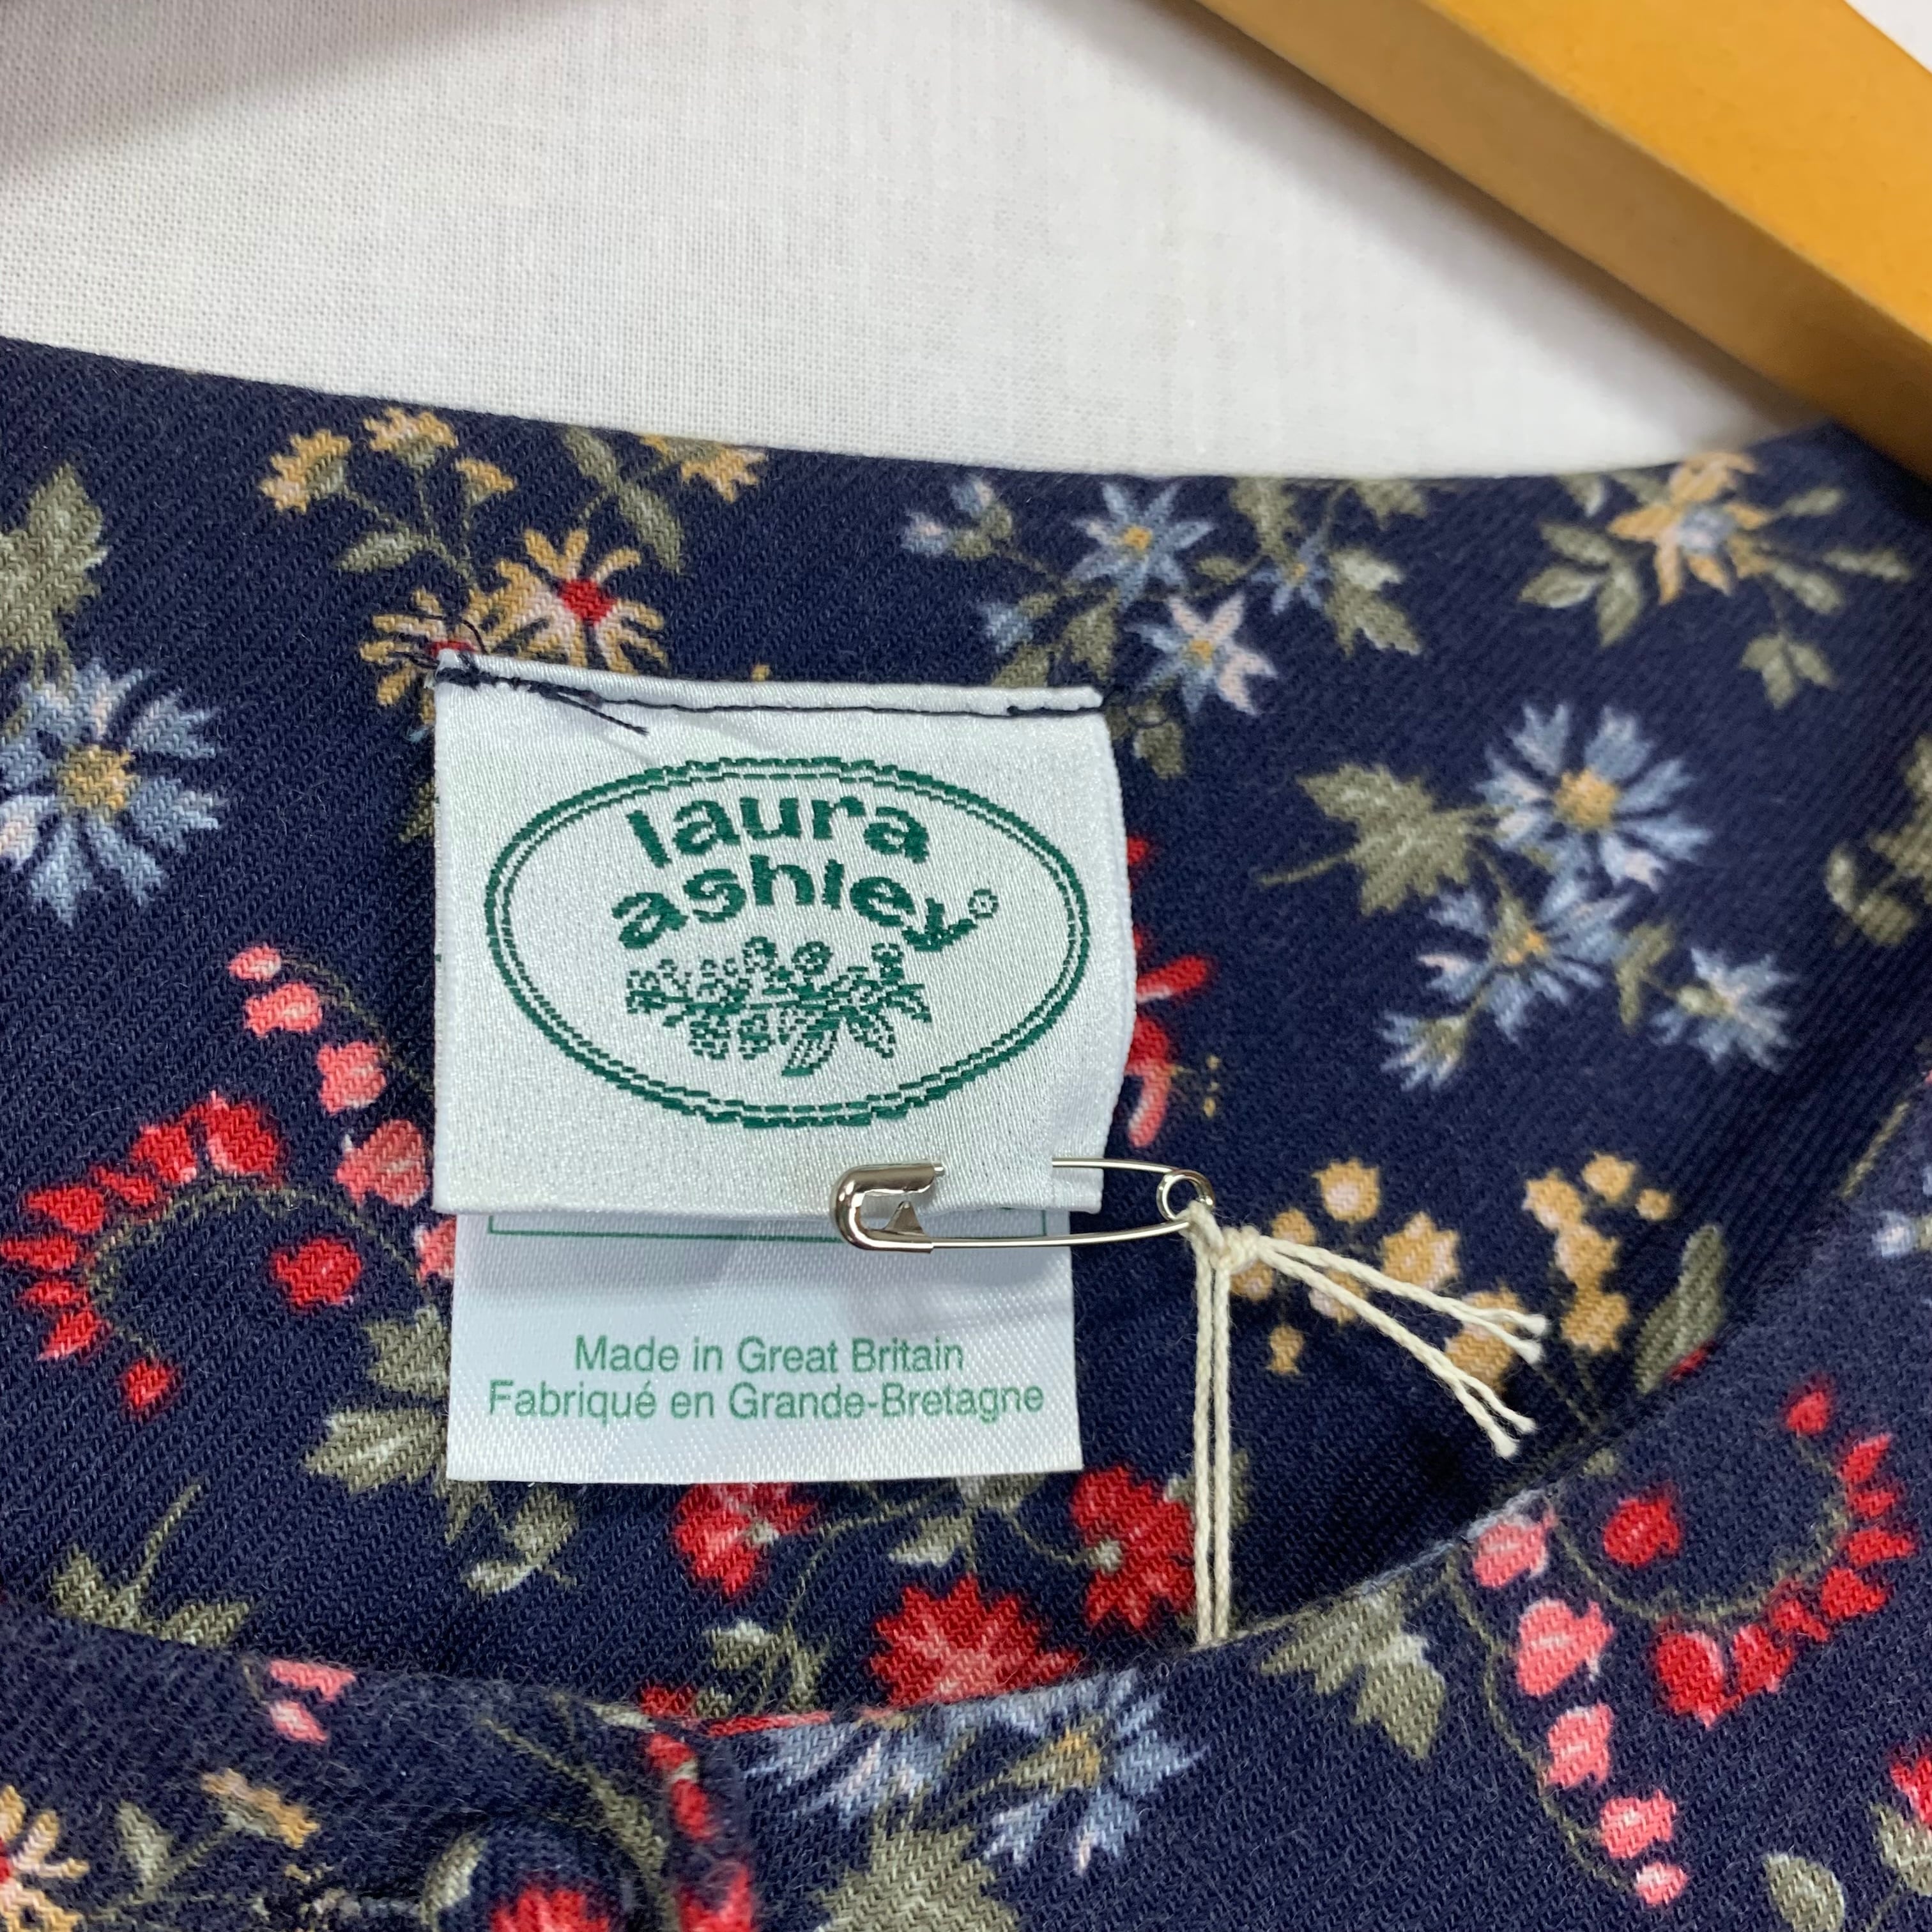 laura
ashley®
Made in Great Britain
Fabriqué en Grande-Bretagne